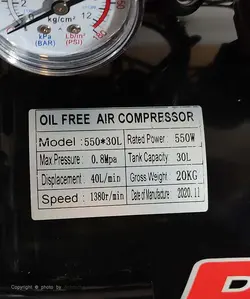 kg/cm²
kPa Lb/in²
(BAR) (PSI)
OIL FREE AIR COMPRESSOR
Model: 550*30L Rated Power: 550W
Max Pressure: 0.8Mpa Tank Capacity: 30L
Displacement: 40L/min Gross Weight: 20KG
Speed: 1380r/min Date of Manufacture: 2020.11